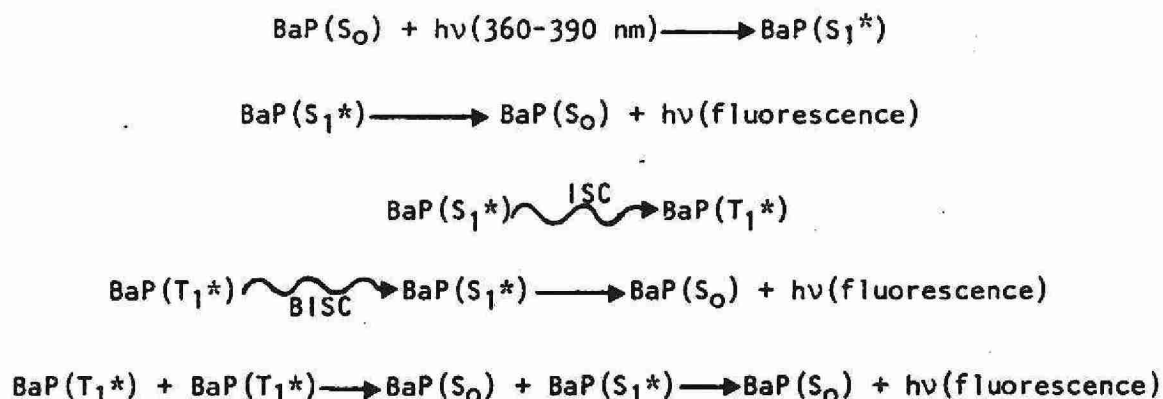 BaP(S₀) + hν(360-390 nm) ⟶ BaP(S₁*)
BaP(S₁*) ⟶ BaP(S₀) + hν(fluorescence)
BaP(S₁*) ISC ⟶ BaP(T₁*)
BaP(T₁*) BISC ⟶ BaP(S₁*) ⟶ BaP(S₀) + hν(fluorescence)
BaP(T₁*) + BaP(T₁*) ⟶ BaP(S₀) + BaP(S₁*) ⟶ BaP(S₀) + hν(fluorescence)